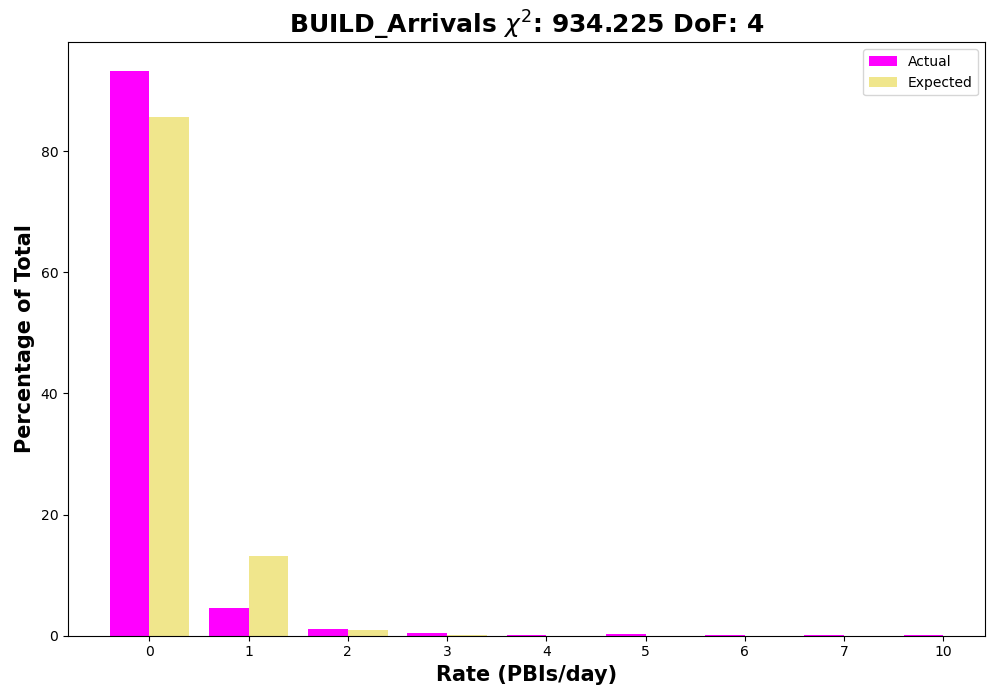 BUILD_Arrivals χ²: 934.225 DoF: 4
Actual
Expected
Percentage of Total
80
60
40
20
0
0 1 2 3 4 5 6 7 10
Rate (PBIs/day)